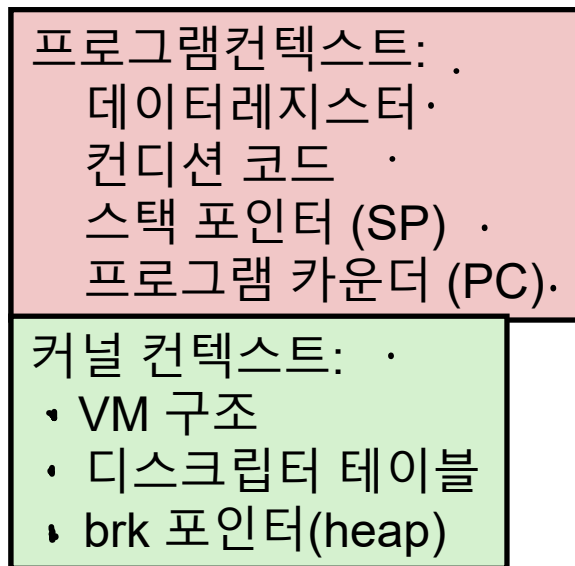 프로그램컨텍스트:
데이터레지스터
컨디션 코드
스택 포인터 (SP)
프로그램 카운더 (PC)
커널 컨텍스트:
• VM 구조
• 디스크립터 테이블
• brk 포인터(heap)